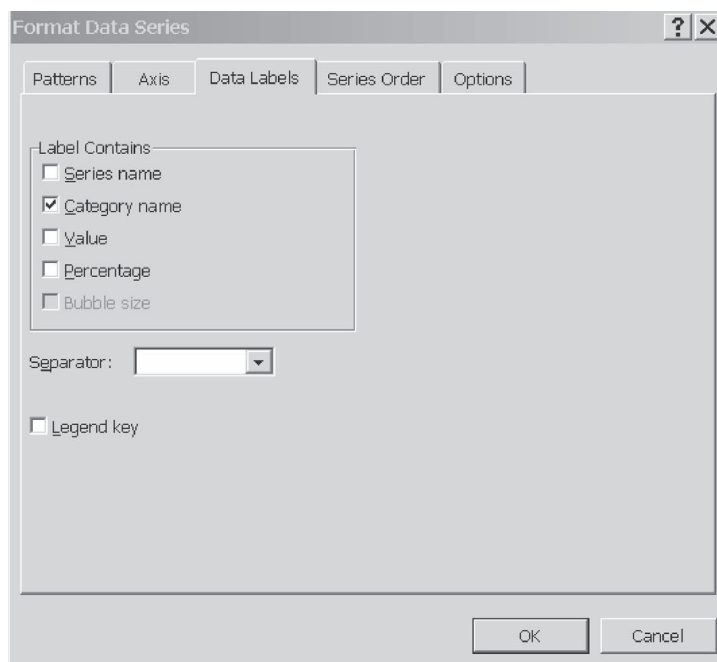 Format Data Series
Patterns Axis Data Labels Series Order Options
Label Contains
Series name
Category name
Value
Percentage
Bubble size
Separator:
Legend key
OK Cancel